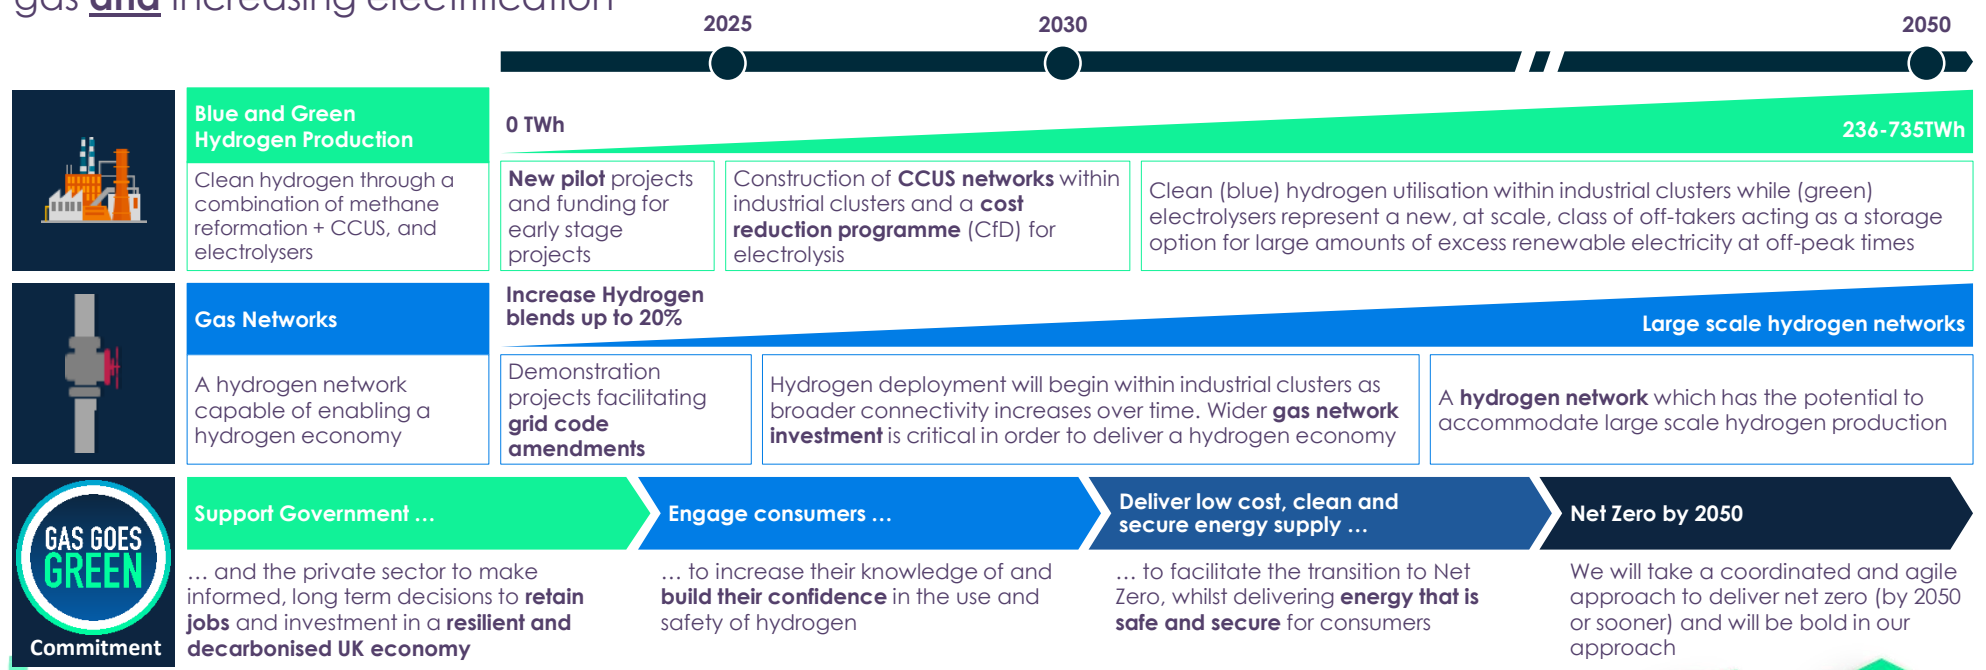 gas and increasing electrification
2025
2030
2050
Blue and Green
Hydrogen Production
0 TWh
236-735TWh
Clean hydrogen through a
combination of methane
reformation + CCUS, and
electrolysers
New pilot projects
and funding for
early stage
projects
Construction of CCUS networks within
industrial clusters and a cost
reduction programme (CfD) for
electrolysis
Clean (blue) hydrogen utilisation within industrial clusters while (green)
electrolysers represent a new, at scale, class of off-takers acting as a storage
option for large amounts of excess renewable electricity at off-peak times
Gas Networks
Increase Hydrogen
blends up to 20%
Large scale hydrogen networks
A hydrogen network
capable of enabling a
hydrogen economy
Demonstration
projects facilitating
grid code
amendments
Hydrogen deployment will begin within industrial clusters as
broader connectivity increases over time. Wider gas network
investment is critical in order to deliver a hydrogen economy
A hydrogen network which has the potential to
accommodate large scale hydrogen production
GAS GOES
GREEN
Commitment
Support Government ...
Engage consumers ...
Deliver low cost, clean and
secure energy supply ...
Net Zero by 2050
... and the private sector to make
informed, long term decisions to retain
jobs and investment in a resilient and
decarbonised UK economy
... to increase their knowledge of and
build their confidence in the use and
safety of hydrogen
... to facilitate the transition to Net
Zero, whilst delivering energy that is
safe and secure for consumers
We will take a coordinated and agile
approach to deliver net zero (by 2050
or sooner) and will be bold in our
approach